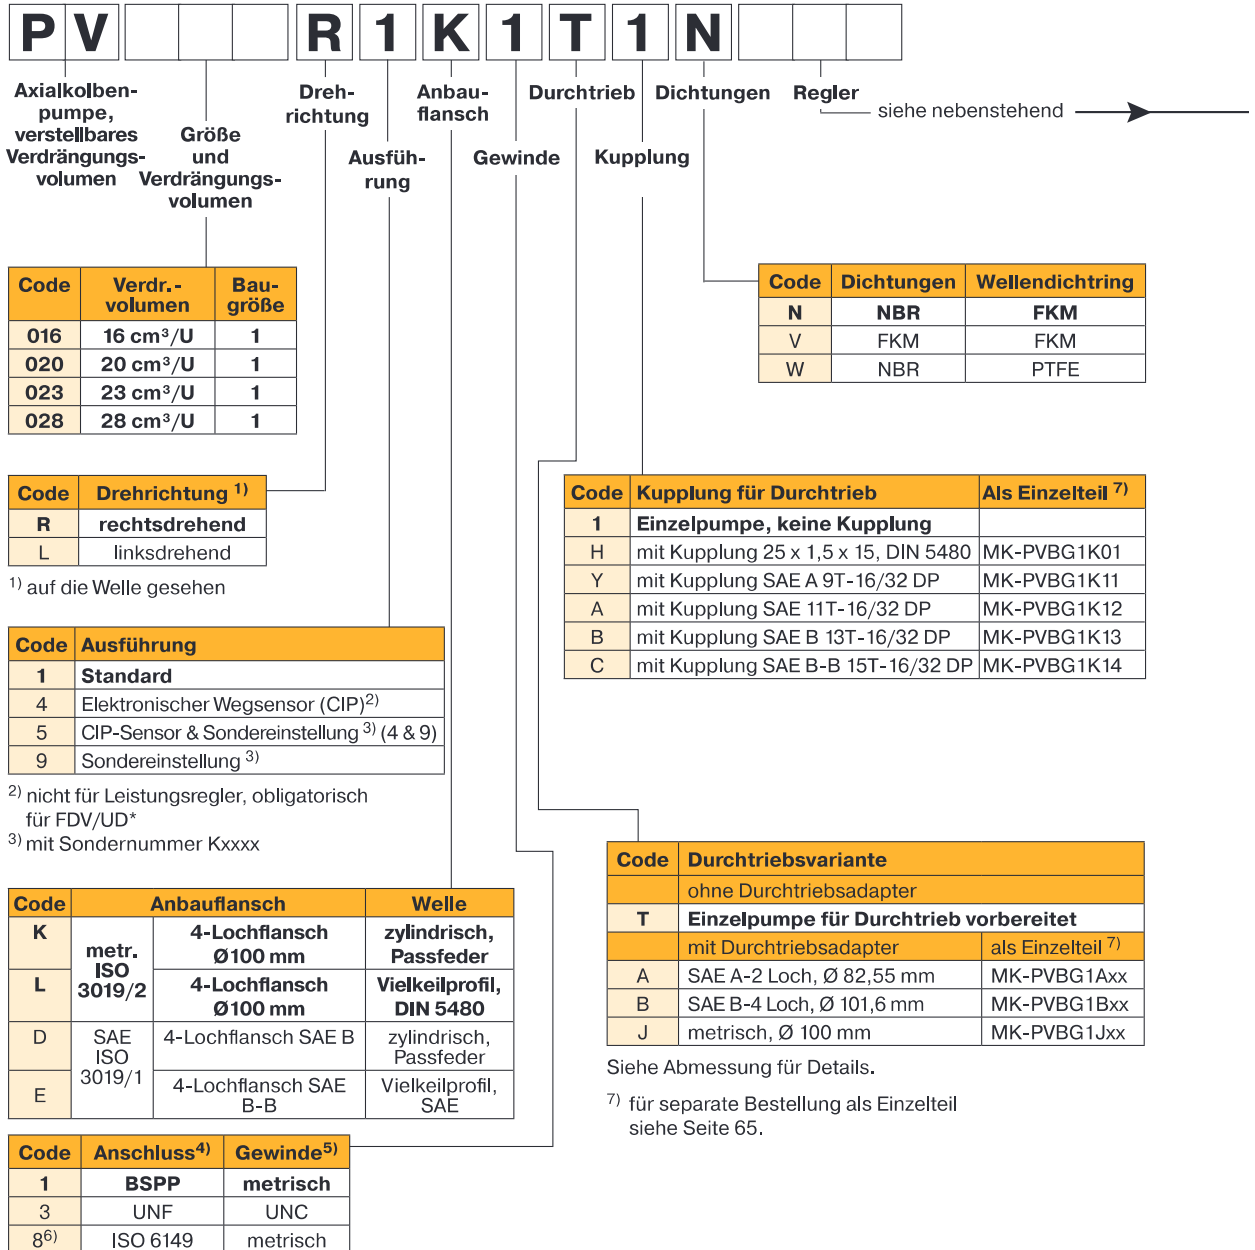 P V R 1 K 1 T 1 N
Axialkolben-
pumpe,
verstellbares
Verdrängungs-
volumen
Größe
und
Verdrängungs-
volumen
Dreh-
richtung
Ausfüh-
rung
Anbau-
flansch
Gewinde
Durchtrieb
Kupplung
Dichtungen
Regler
siehe nebenstehend
Code Verdr.- Bau-
volumen größe
016 16 cm³/U 1
020 20 cm³/U 1
023 23 cm³/U 1
028 28 cm³/U 1
Code Dichtungen Wellendichtring
N NBR FKM
V FKM FKM
W NBR PTFE
Code Drehrichtung 1)
R rechtsdrehend
L linksdrehend
1) auf die Welle gesehen
Code Kupplung für Durchtrieb Als Einzelteil 7)
1 Einzelpumpe, keine Kupplung
H mit Kupplung 25 x 1,5 x 15, DIN 5480 MK-PVBG1K01
Y mit Kupplung SAE A 9T-16/32 DP MK-PVBG1K11
A mit Kupplung SAE 11T-16/32 DP MK-PVBG1K12
B mit Kupplung SAE B 13T-16/32 DP MK-PVBG1K13
C mit Kupplung SAE B-B 15T-16/32 DP MK-PVBG1K14
Code Ausführung
1 Standard
4 Elektronischer Wegsensor (CIP)2)
5 CIP-Sensor & Sondereinstellung 3) (4 & 9)
9 Sondereinstellung 3)
2) nicht für Leistungsregler, obligatorisch
für FDV/UD*
3) mit Sondernummer Kxxxx
Code Durchtriebsvariante
ohne Durchtriebsadapter
T Einzelpumpe für Durchtrieb vorbereitet
mit Durchtriebsadapter als Einzelteil 7)
A SAE A-2 Loch, Ø 82,55 mm MK-PVBG1Axx
B SAE B-4 Loch, Ø 101,6 mm MK-PVBG1Bxx
J metrisch, Ø 100 mm MK-PVBG1Jxx
Siehe Abmessung für Details.
7) für separate Bestellung als Einzelteil
siehe Seite 65.
Code Anbauflansch Welle
K 4-Lochflansch zylindrisch,
Ø100 mm Passfeder
metr.
ISO
3019/2
L 4-Lochflansch Vielkeilprofil,
Ø100 mm DIN 5480
D 4-Lochflansch SAE B zylindrisch,
Passfeder
SAE
ISO
3019/1
E 4-Lochflansch SAE Vielkeilprofil,
B-B SAE
Code Anschluss4) Gewinde5)
1 BSPP metrisch
3 UNF UNC
86) ISO 6149 metrisch